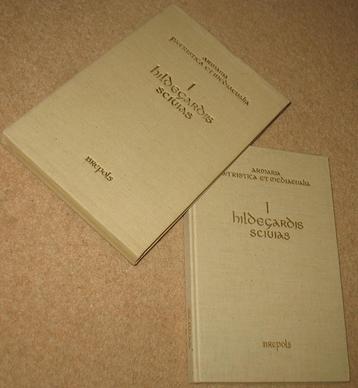 ARMARIA
PATRISTICA ET MEDIAEVALIA
I
hILDEGARDIS
SCIVIAS
BREPOLS
ARMARIA
PATRISTICA ET MEDIAEVALIA
I
hILDEGARDIS
SCIVIAS
BREPOLS